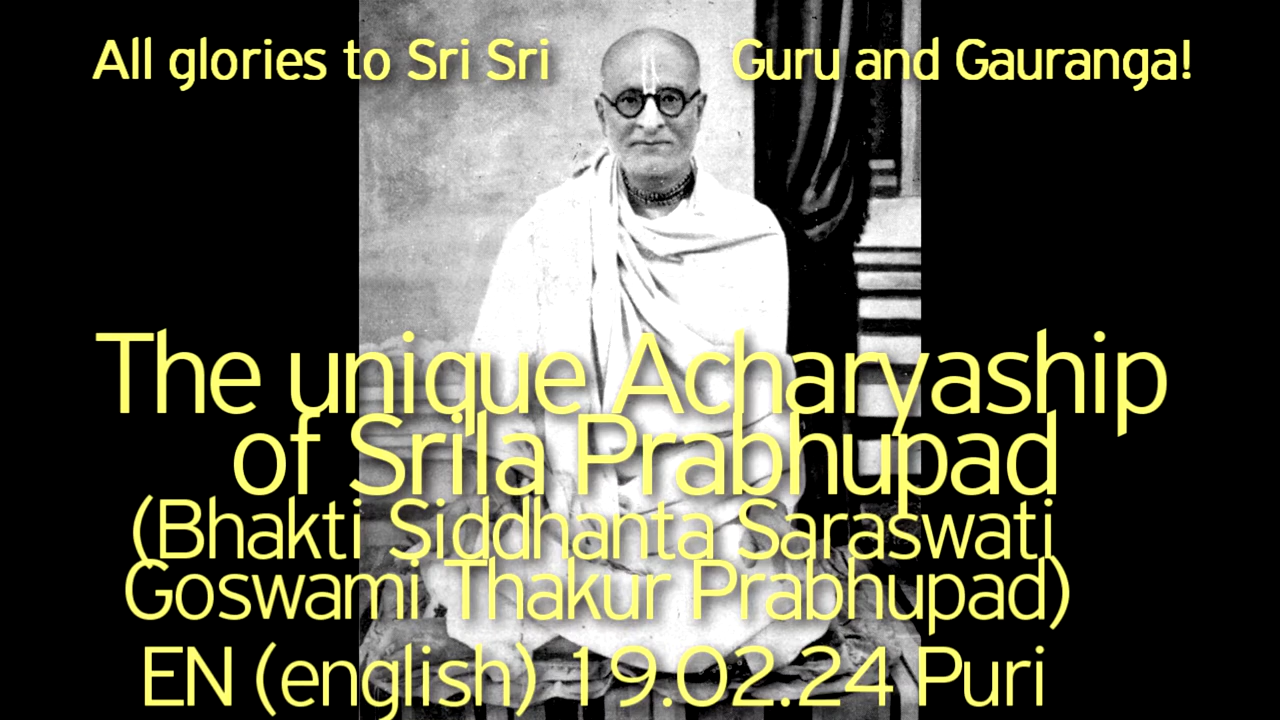 All glories to Sri Sri Guru and Gauranga!
The unique Acharyaship
of Srila Prabhupad
(Bhakti Siddhanta Saraswati
Goswami Thakur Prabhupad)
EN (english) 19.02.24 Puri